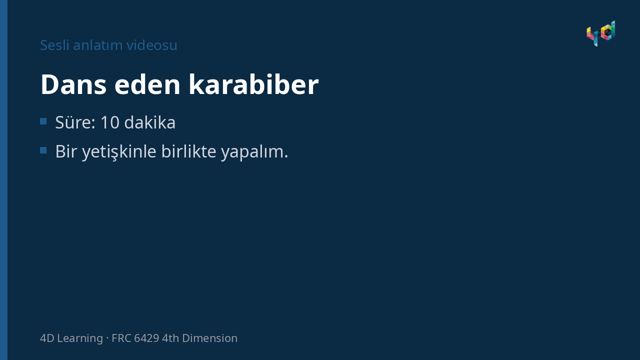 Sesli anlatım videosu
4d
Dans eden karabiber
Süre: 10 dakika
Bir yetişkinle birlikte yapalım.
4D Learning · FRC 6429 4th Dimension